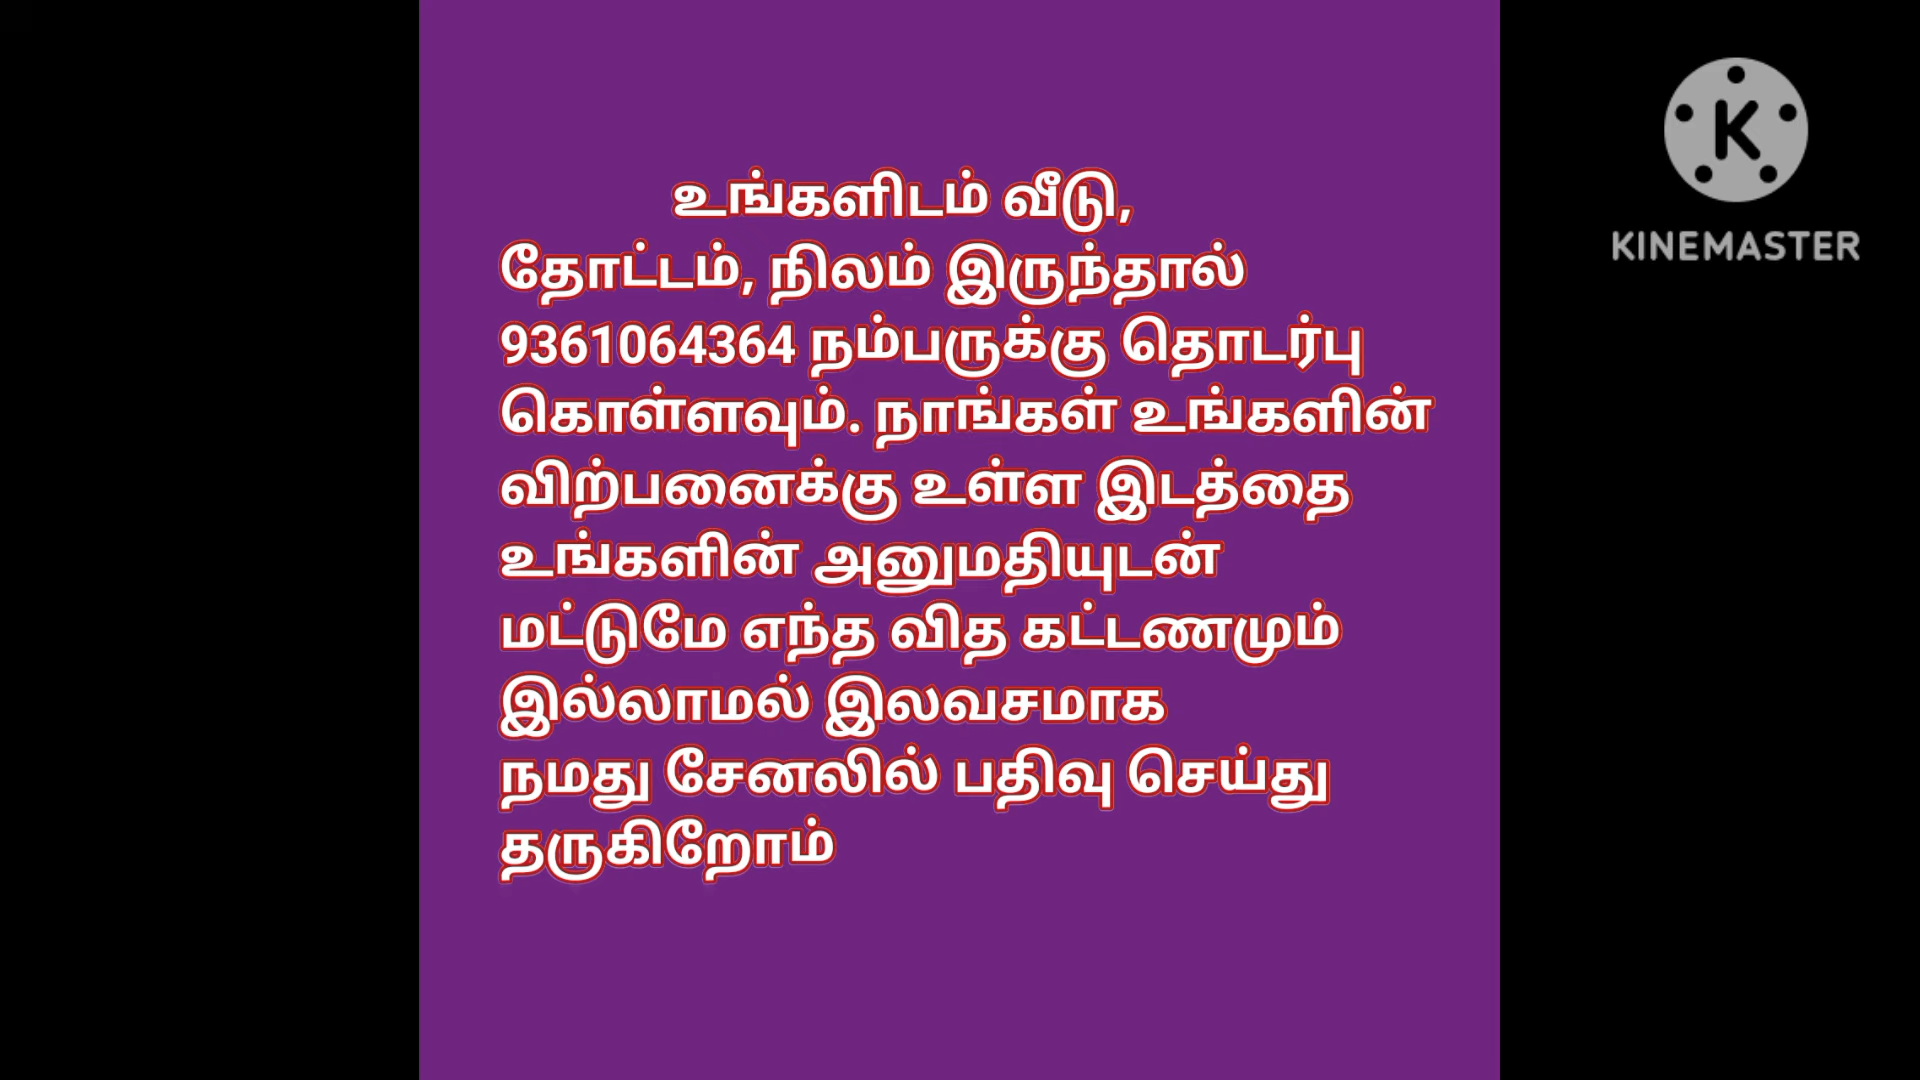 உங்களிடம் வீடு,
தோட்டம், நிலம் இருந்தால்
9361064364 நம்பருக்கு தொடர்பு
கொள்ளவும். நாங்கள் உங்களின்
விற்பனைக்கு உள்ள இடத்தை
உங்களின் அனுமதியுடன்
மட்டுமே எந்த வித கட்டணமும்
இல்லாமல் இலவசமாக
நமது சேனலில் பதிவு செய்து
தருகிறோம்
K
KINEMASTER